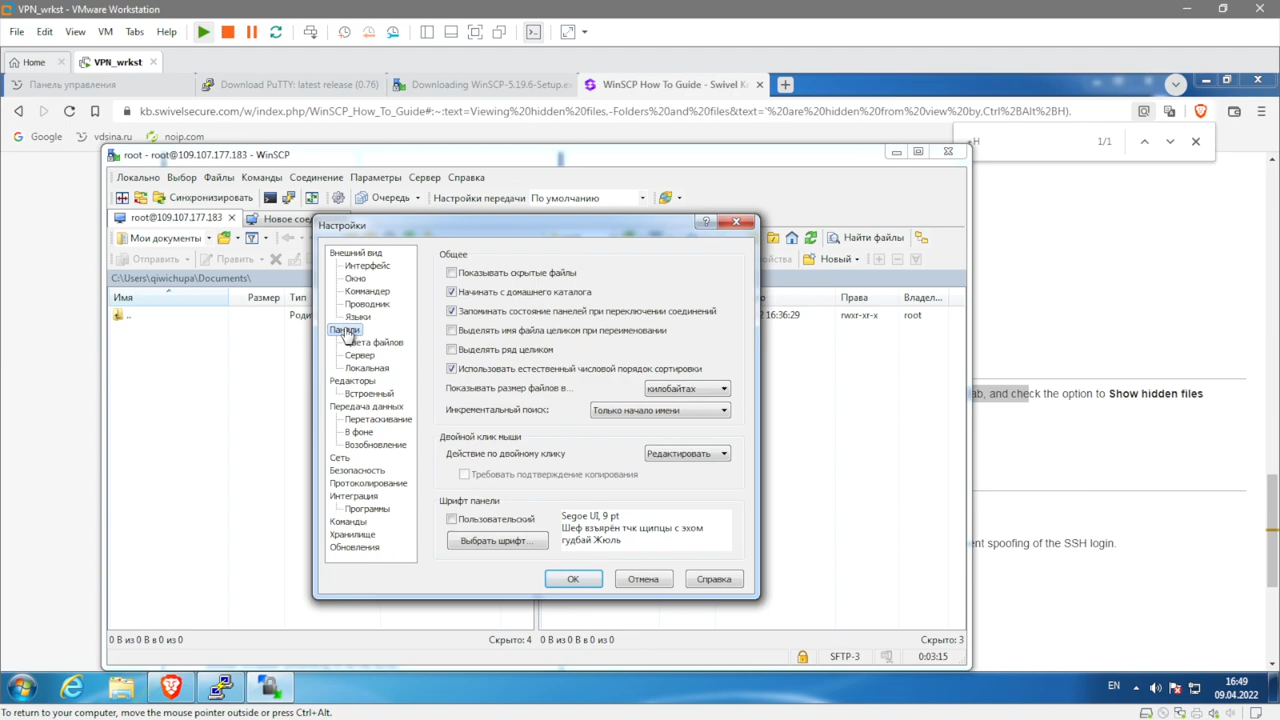 VPN_wrkst - VMware Workstation
File Edit View VM Tabs Help
Home VPN_wrkst
Панель управления Download PuTTY: latest release (0.76) Downloading WinSCP-5.19.6-Setup.ex WinSCP How To Guide - Swivel K
kb.swivelsecure.com/w/index.php/WinSCP_How_To_Guide#:~:text=Viewing%20hidden%20files,-Folders%20and%20files&text='%20are%20hidden%20from%20view%20by,Ctrl%2BAlt%2BH).
Google vdsina.ru noip.com
+H 1/1
root - root@109.107.177.183 - WinSCP
Локально Выбор Файлы Команды Соединение Параметры Сервер Справка
Синхронизировать Очередь Настройки передачи По умолчанию
root@109.107.177.183 Новое сое
Мои документы Найти файлы
Отправить Править Новый
C:\Users\qiwichupa\Documents\
Имя Размер Тип Права Владел...
.. Роди 16:36:29 rwxr-xr-x root
Настройки
Внешний вид
Интерфейс
Окно
Коммандер
Проводник
Языки
Панели
Цвета файлов
Сервер
Локальная
Редакторы
Встроенный
Передача данных
Перетаскивание
В фоне
Возобновление
Сеть
Безопасность
Протоколирование
Интеграция
Программы
Команды
Хранилище
Обновления
Общее
Показывать скрытые файлы
Начинать с домашнего каталога
Запоминать состояние панелей при переключении соединений
Выделять имя файла целиком при переименовании
Выделять ряд целиком
Использовать естественный числовой порядок сортировки
Показывать размер файлов в... килобайтах
Инкрементальный поиск: Только начало имени
Двойной клик мыши
Действие по двойному клику Редактировать
Требовать подтверждение копирования
Шрифт панели
Пользовательский
Выбрать шрифт...
Segoe UI, 9 pt
Шеф взъярён тчк щипцы с эхом
гудбай Жюль
OK Отмена Справка
ab, and check the option to Show hidden files
ent spoofing of the SSH login.
0 B из 0 B в 0 из 0 Скрыто: 4 0 B из 0 B в 0 из 0 Скрыто: 3
SFTP-3 0:03:15
EN 16:49
09.04.2022
To return to your computer, move the mouse pointer outside or press Ctrl+Alt.